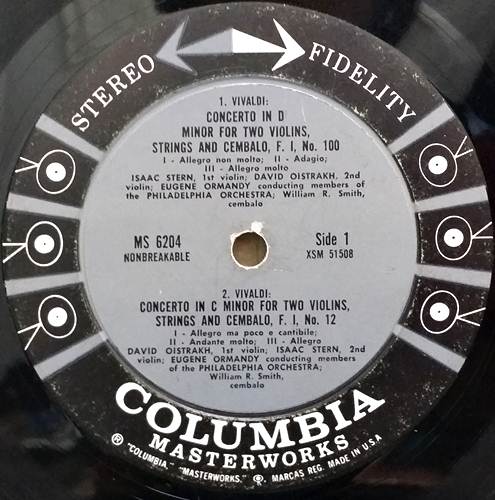 STEREO FIDELITY
1. VIVALDI:
CONCERTO IN D
MINOR FOR TWO VIOLINS,
STRINGS AND CEMBALO, F. I, No. 100
I - Allegro non molto; II - Adagio;
III - Allegro molto
ISAAC STERN, 1st violin; DAVID OISTRAKH, 2nd
violin; EUGENE ORMANDY conducting members of
the PHILADELPHIA ORCHESTRA; William R. Smith,
cembalo
MS 6204
NONBREAKABLE
Side 1
XSM 51508
2. VIVALDI:
CONCERTO IN C MINOR FOR TWO VIOLINS,
STRINGS AND CEMBALO, F. I, No. 12
I - Allegro ma poco e cantibile;
II - Andante molto; III - Allegro
DAVID OISTRAKH, 1st violin; ISAAC STERN, 2nd
violin; EUGENE ORMANDY conducting members of
the PHILADELPHIA ORCHESTRA;
William R. Smith,
cembalo
COLUMBIA
MASTERWORKS
® "COLUMBIA," "MASTERWORKS," ℗. MARCAS REG. MADE IN U.S.A